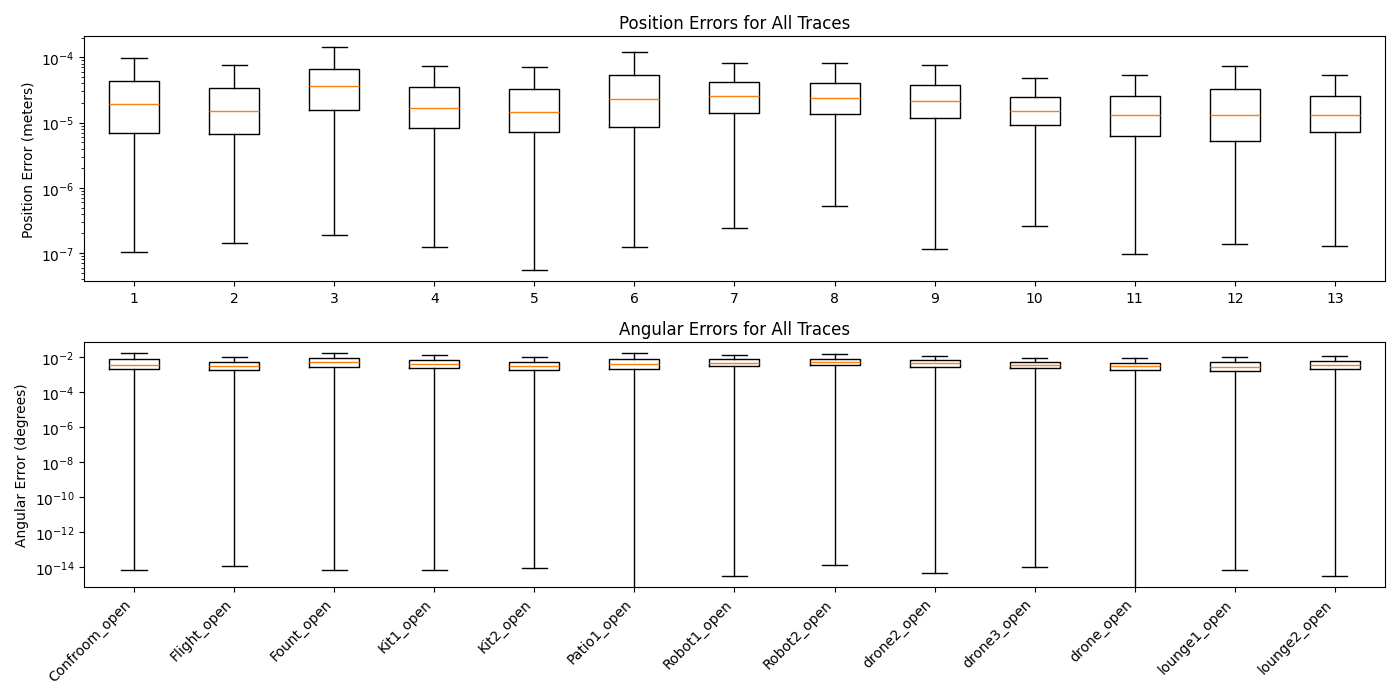 Position Errors for All Traces
Position Error (meters)
10⁻⁴
10⁻⁵
10⁻⁶
10⁻⁷
1 2 3 4 5 6 7 8 9 10 11 12 13
Angular Errors for All Traces
Angular Error (degrees)
10⁻²
10⁻⁴
10⁻⁶
10⁻⁸
10⁻¹⁰
10⁻¹²
10⁻¹⁴
Confroom_open
Flight_open
Fount_open
Kit1_open
Kit2_open
Patio1_open
Robot1_open
Robot2_open
drone2_open
drone3_open
drone_open
lounge1_open
lounge2_open